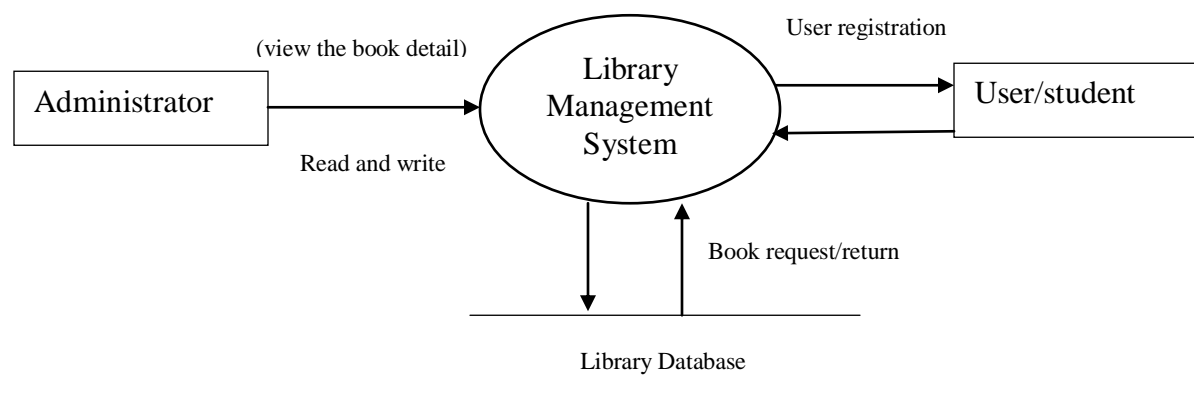 User registration
(view the book detail)
Administrator
Library
Management
System
User/student
Read and write
Book request/return
Library Database